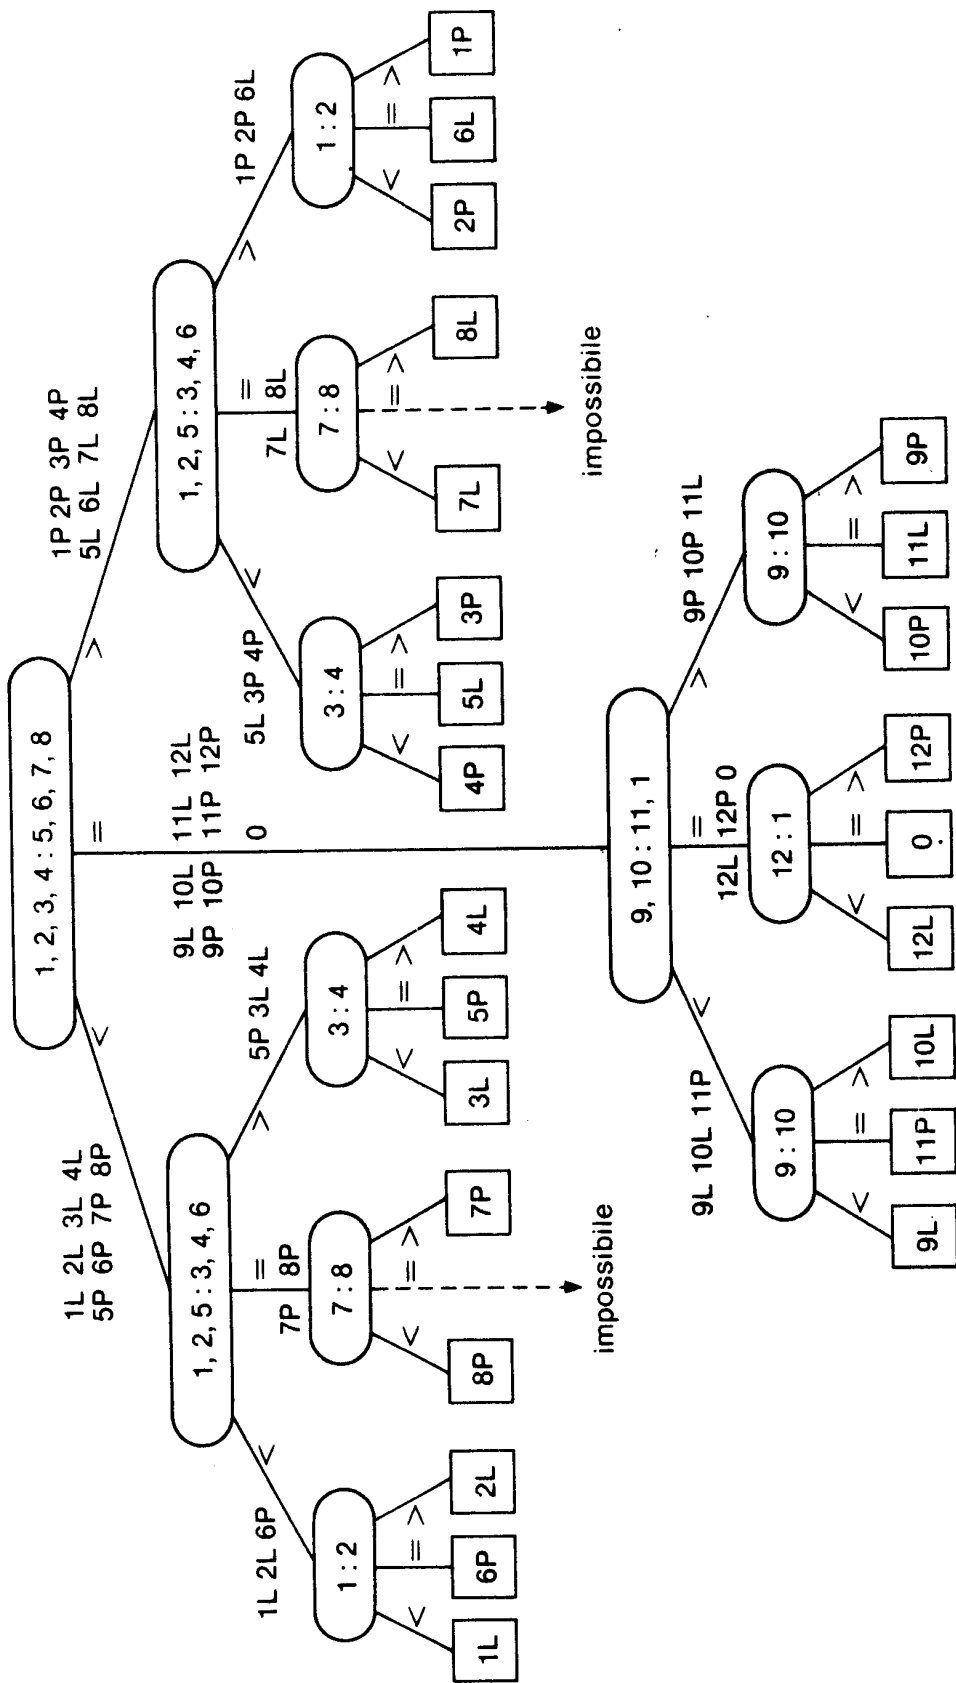 1, 2, 3, 4 : 5, 6, 7, 8
< = >
1L 2L 3L 4L
5P 6P 7P 8P
9L 10L 11L 12L
9P 10P 11P 12P
0
1P 2P 3P 4P
5L 6L 7L 8L
1, 2, 5 : 3, 4, 6
< = >
1L 2L 6P
7P 8P
5P 3L 4L
1, 2, 5 : 3, 4, 6
< = >
5L 3P 4P
7L 8L
1P 2P 6L
1 : 2
< = >
1L 6P 2L
7 : 8
< = >
8P 7P
impossibile
3 : 4
< = >
3L 5P 4L
3 : 4
< = >
4P 5L 3P
7 : 8
< = >
7L 8L
impossibile
1 : 2
< = >
2P 6L 1P
9, 10 : 11, 1
< = >
9L 10L 11P
12L 12P 0
9P 10P 11L
9 : 10
< = >
9L 11P 10L
12 : 1
< = >
12L 0 12P
9 : 10
< = >
10P 11L 9P